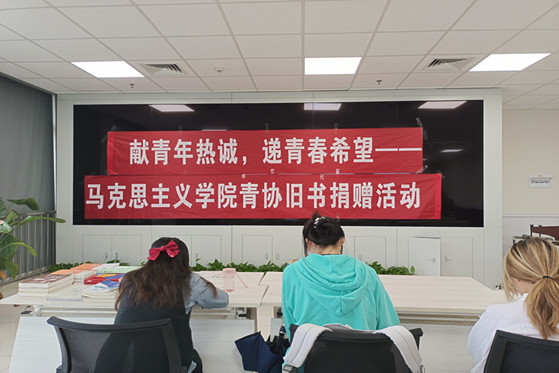 献青年热诚，递青春希望——
马克思主义学院青协旧书捐赠活动